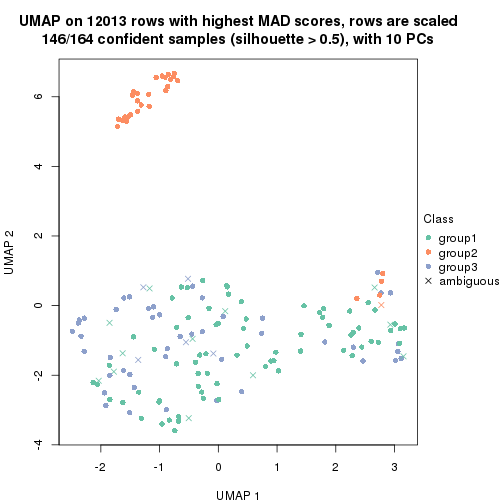 UMAP on 12013 rows with highest MAD scores, rows are scaled
146/164 confident samples (silhouette > 0.5), with 10 PCs
6
4
2
0
-2
-4
UMAP 2
-2
-1
0
1
2
3
UMAP 1
Class
group1
group2
group3
ambiguous